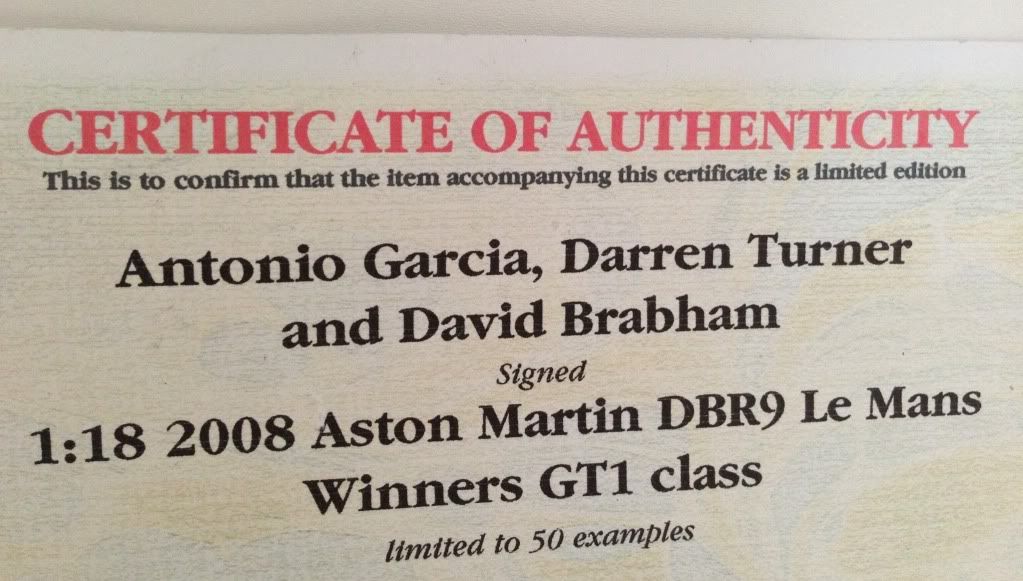 CERTIFICATE OF AUTHENTICITY
This is to confirm that the item accompanying this certificate is a limited edition
Antonio Garcia, Darren Turner
and David Brabham
Signed
1:18 2008 Aston Martin DBR9 Le Mans
Winners GT1 class
limited to 50 examples